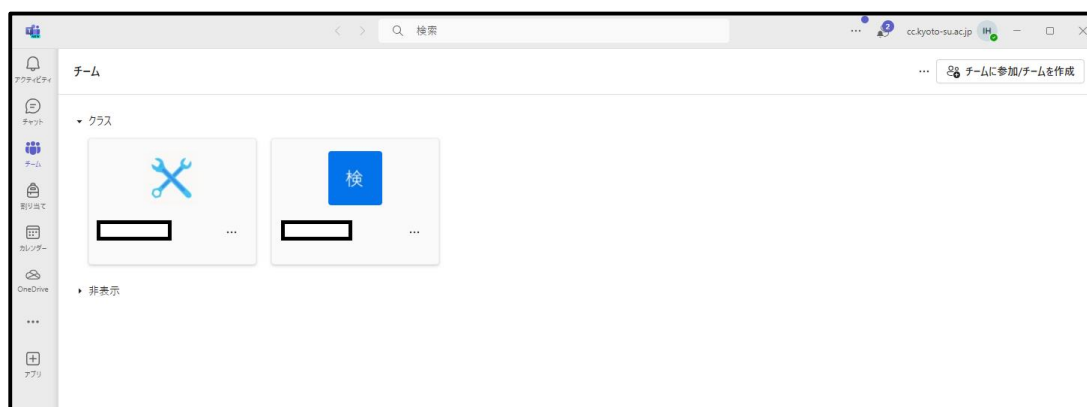 検索
2
cc.kyoto-su.ac.jp
IH
アクティビティ
チャット
チーム
割り当て
カレンダー
OneDrive
アプリ
チーム
チームに参加/チームを作成
クラス
検
非表示